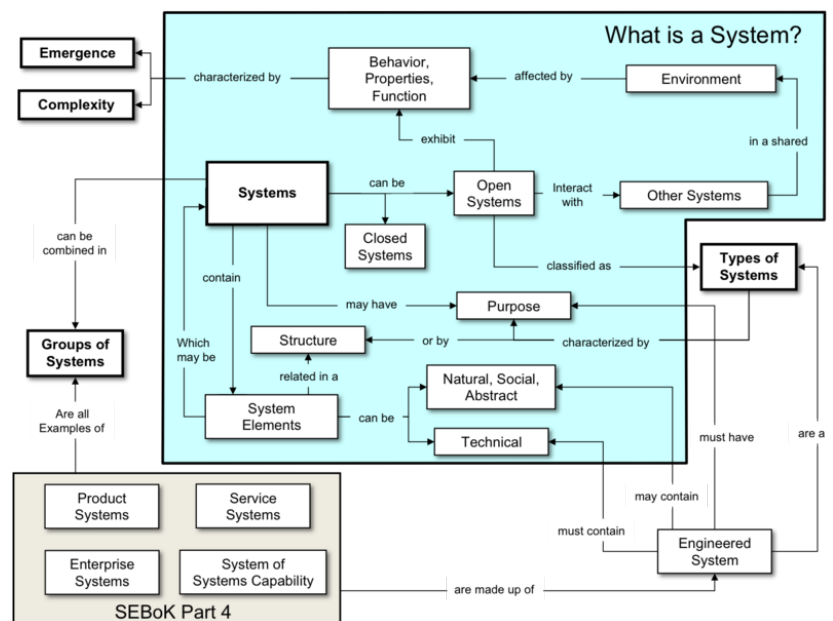 What is a System?
Emergence
Complexity
characterized by
Behavior,
Properties,
Function
affected by
Environment
exhibit
in a shared
Systems
can be
Open
Systems
Interact
with
Other Systems
Closed
Systems
can be
combined in
contain
classified as
Types of
Systems
may have
Purpose
Groups of
Systems
Which
may be
Structure
or by
characterized by
related in a
Natural, Social,
Abstract
System
Elements
can be
Technical
Are all
Examples of
must have
are a
Product
Systems
Service
Systems
may contain
must contain
Engineered
System
Enterprise
Systems
System of
Systems Capability
are made up of
SEBoK Part 4